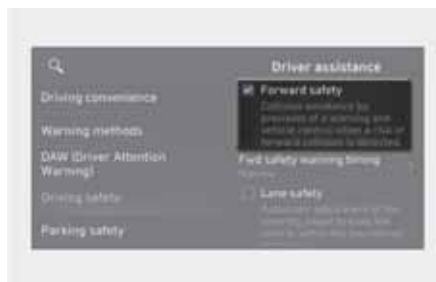 Driver assistance
Driving convenience
Warning methods
DAW (Driver Attention
Warning)
Driving safety
Parking safety
Forward safety
Collision avoidance by
provision of a warning and
vehicle control when a risk of
forward collision is detected.
Fwd safety warning timing
Lane safety